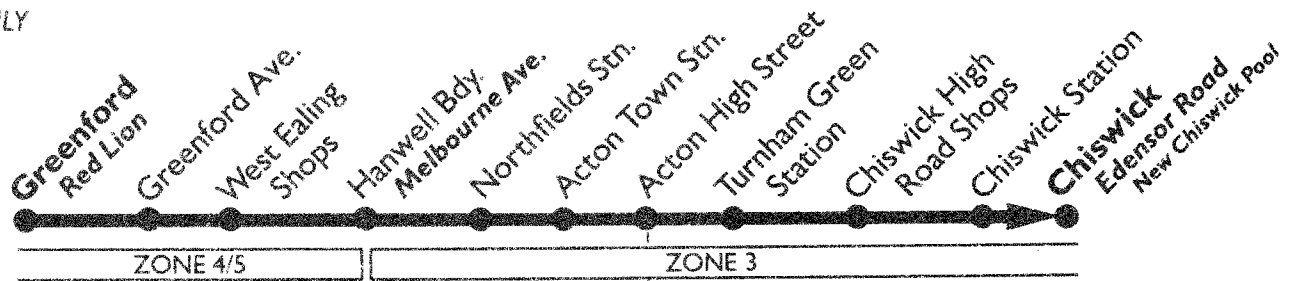 Greenford
Red Lion
Greenford Ave.
West Ealing
Shops
Hanwell Bdy.
Melbourne Ave.
Northfields Stn.
Acton Town Stn.
Acton High Street
Turnham Green
Station
Chiswick High
Road Shops
Chiswick Station
Chiswick
Edensor Road
New Chiswick Pool
ZONE 4/5
ZONE 3